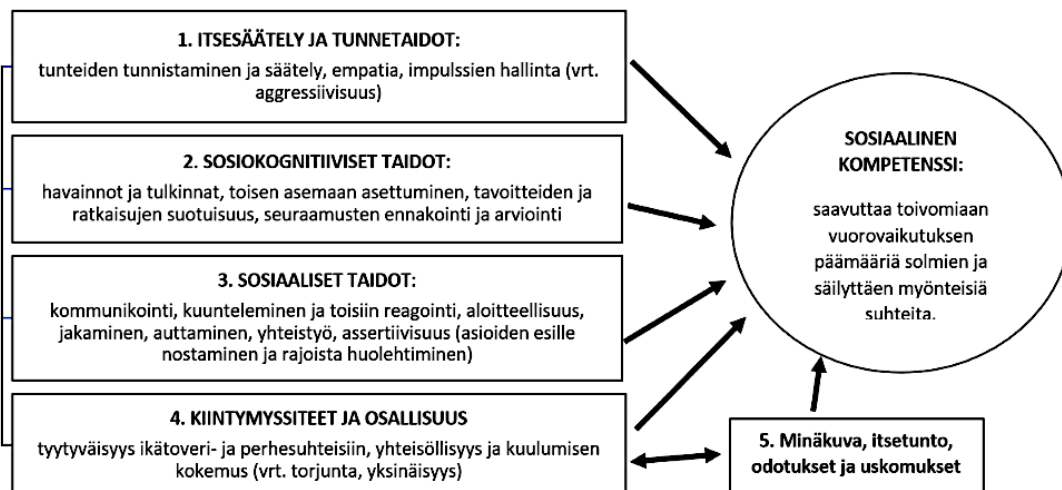 1. ITSESÄÄTELY JA TUNNETAIDOT:
tunteiden tunnistaminen ja säätely, empatia, impulssien hallinta (vrt.
aggressiivisuus)
2. SOSIOKOGNITIIVISET TAIDOT:
havainnot ja tulkinnat, toisen asemaan asettuminen, tavoitteiden ja
ratkaisujen suotuisuus, seuraamusten ennakointi ja arviointi
3. SOSIAALISET TAIDOT:
kommunikointi, kuunteleminen ja toisiin reagointi, aloitteellisuus,
jakaminen, auttaminen, yhteistyö, assertiivisuus (asioiden esille
nostaminen ja rajoista huolehtiminen)
4. KIINTYMYSSITEET JA OSALLISUUS
tyytyväisyys ikätoveri- ja perhesuhteisiin, yhteisöllisyys ja kuulumisen
kokemus (vrt. torjunta, yksinäisyys)
SOSIAALINEN
KOMPETENSSI:
saavuttaa toivomiaan
vuorovaikutuksen
päämääriä solmien ja
säilyttäen myönteisiä
suhteita.
5. Minäkuva, itsetunto,
odotukset ja uskomukset